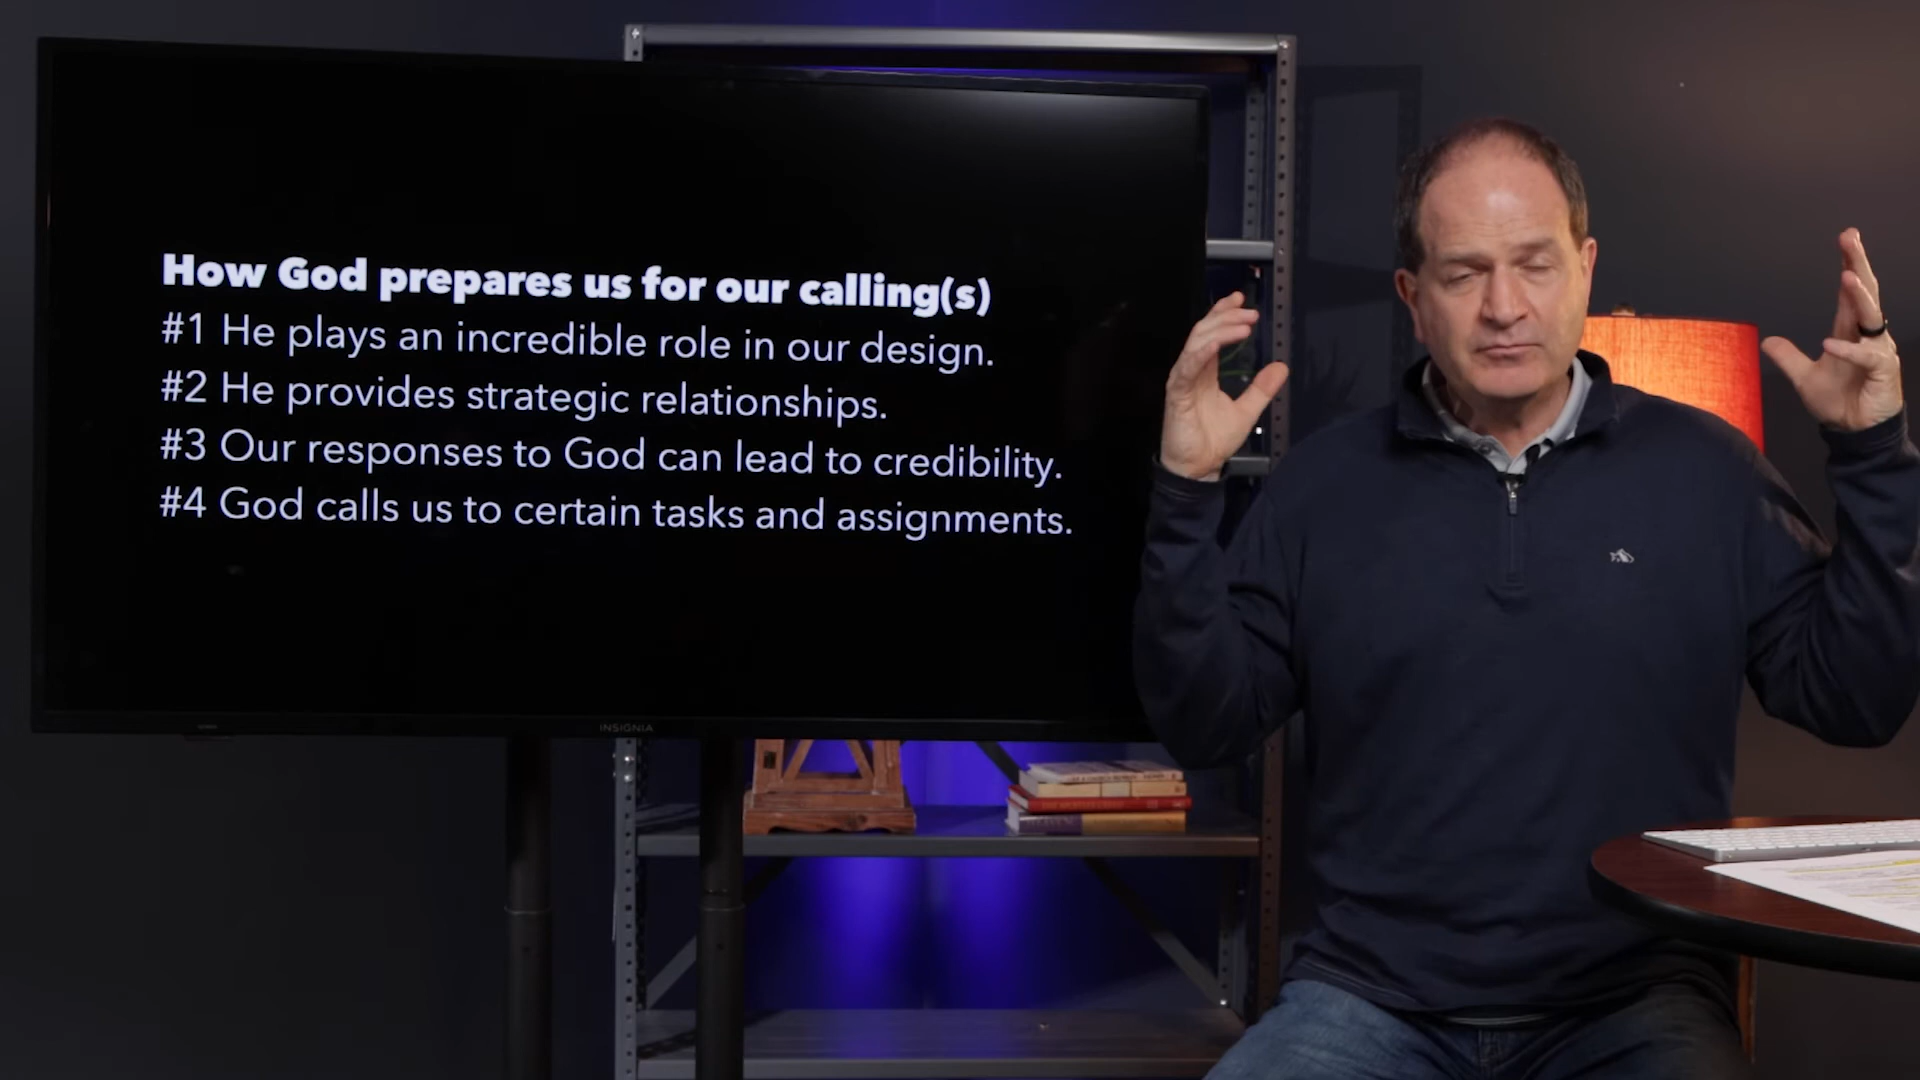 How God prepares us for our calling(s)
#1 He plays an incredible role in our design.
#2 He provides strategic relationships.
#3 Our responses to God can lead to credibility.
#4 God calls us to certain tasks and assignments.
INSIGNIA